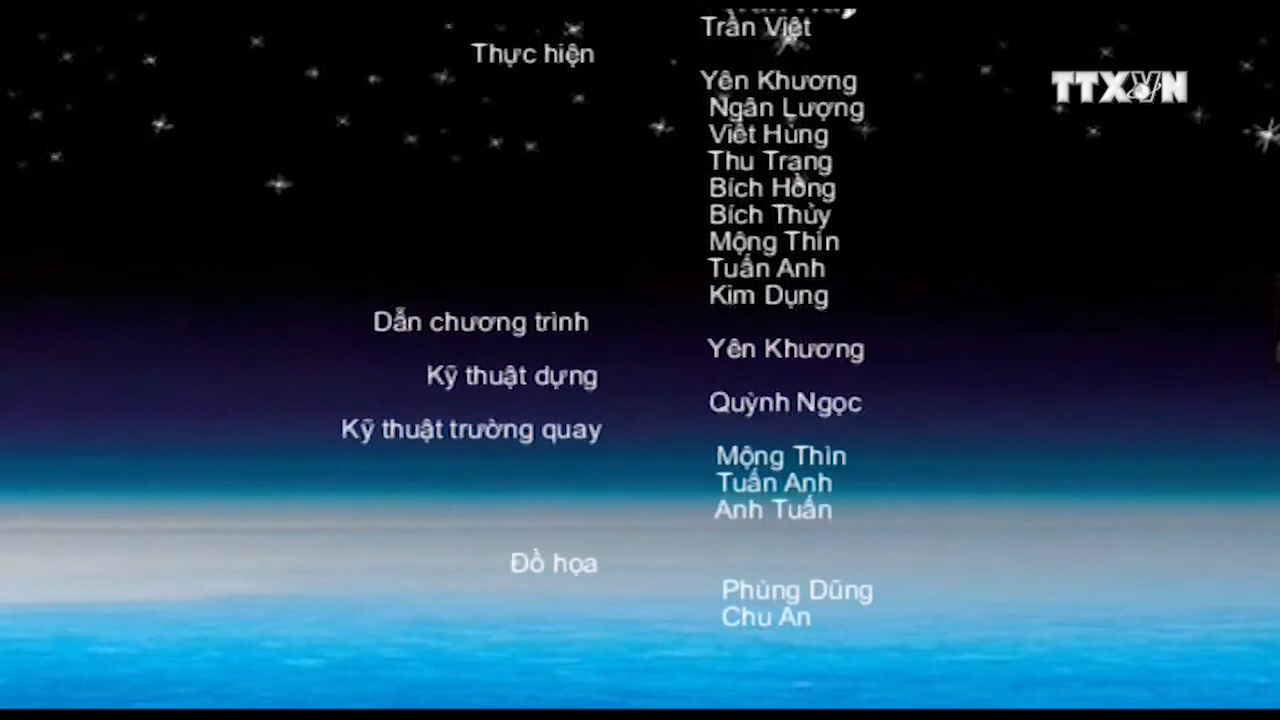 Trần Việt
Thực hiện
Yên Khương
TTXVN
Ngân Lượng
Việt Hùng
Thu Trang
Bích Hồng
Bích Thủy
Mộng Thìn
Tuấn Anh
Kim Dung
Dẫn chương trình
Yên Khương
Kỹ thuật dựng
Quỳnh Ngọc
Kỹ thuật trường quay
Mộng Thìn
Tuấn Anh
Anh Tuấn
Đồ họa
Phùng Dũng
Chu An